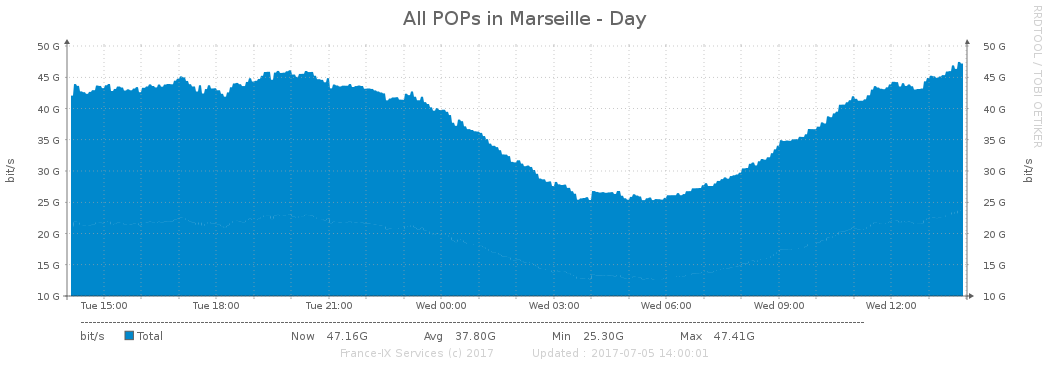 All POPs in Marseille - Day
RRDTOOL / TOBI OETIKER
bit/s
50 G
45 G
40 G
35 G
30 G
25 G
20 G
15 G
10 G
50 G
45 G
40 G
35 G
30 G
25 G
20 G
15 G
10 G
bit/s
Tue 15:00 Tue 18:00 Tue 21:00 Wed 00:00 Wed 03:00 Wed 06:00 Wed 09:00 Wed 12:00
bit/s Total Now 47.16G Avg 37.80G Min 25.30G Max 47.41G
France-IX Services (c) 2017 Updated : 2017-07-05 14:00:01